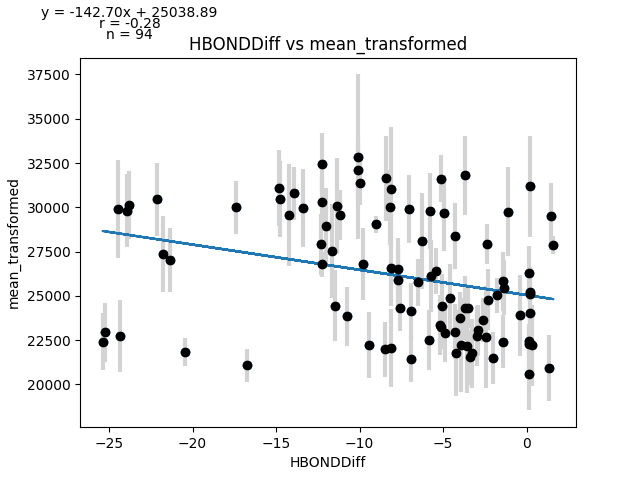 y = -142.70x + 25038.89
r = -0.28
n = 94
HBONDDiff vs mean_transformed
37500
35000
32500
30000
27500
25000
22500
20000
mean_transformed
−25
−20
−15
−10
−5
0
HBONDDiff